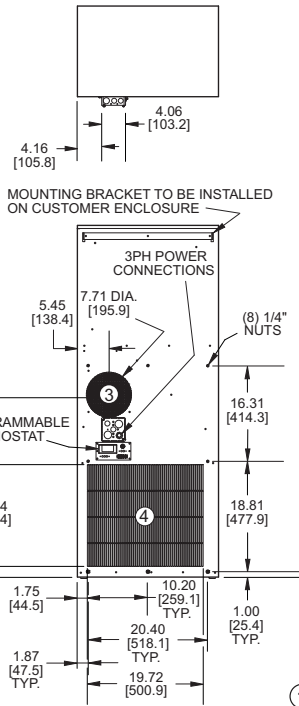 4.16
[105.8]
4.06
[103.2]
MOUNTING BRACKET TO BE INSTALLED
ON CUSTOMER ENCLOSURE
3PH POWER
CONNECTIONS
5.45
[138.4]
7.71 DIA.
[195.9]
(8) 1/4"
NUTS
3
16.31
[414.3]
RAMMABLE
OSTAT
4
18.81
[477.9]
4
4]
1.75
[44.5]
10.20
[259.1]
TYP.
1.00
[25.4]
TYP.
20.40
[518.1]
TYP.
1.87
[47.5]
TYP.
19.72
[500.9]